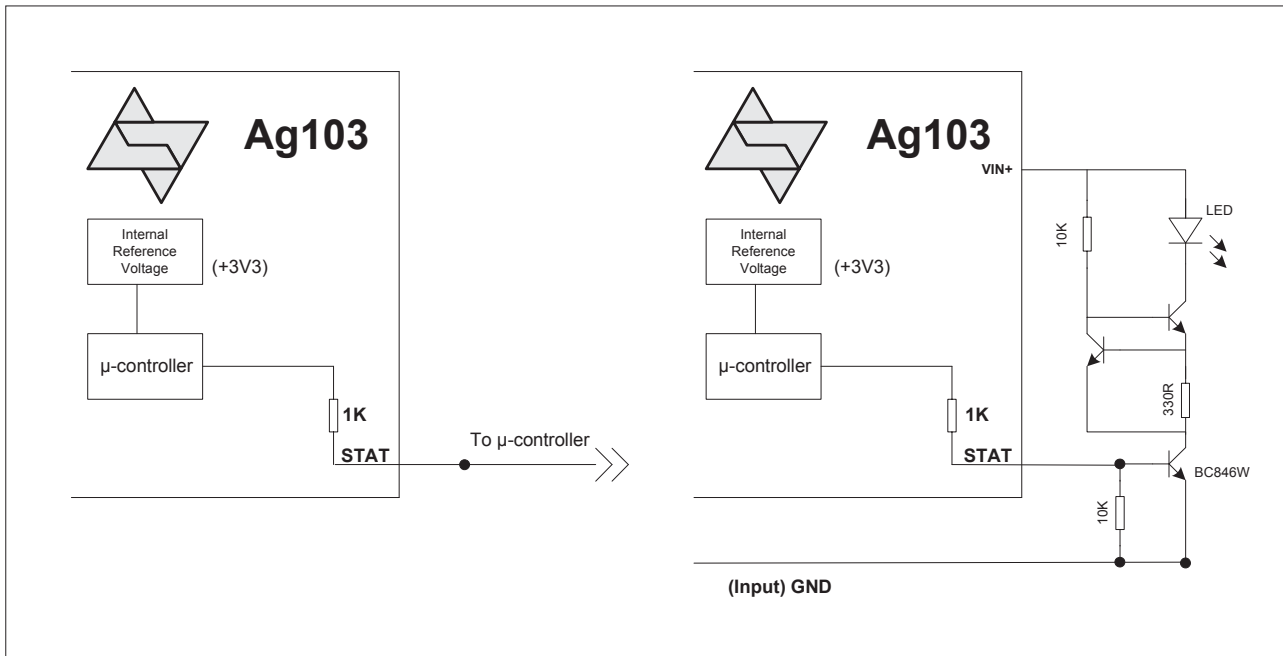 Ag103
Internal
Reference
Voltage
(+3V3)
µ-controller
1K
STAT
To µ-controller
Ag103
VIN+
Internal
Reference
Voltage
(+3V3)
µ-controller
1K
STAT
10K
LED
330R
BC846W
10K
(Input) GND